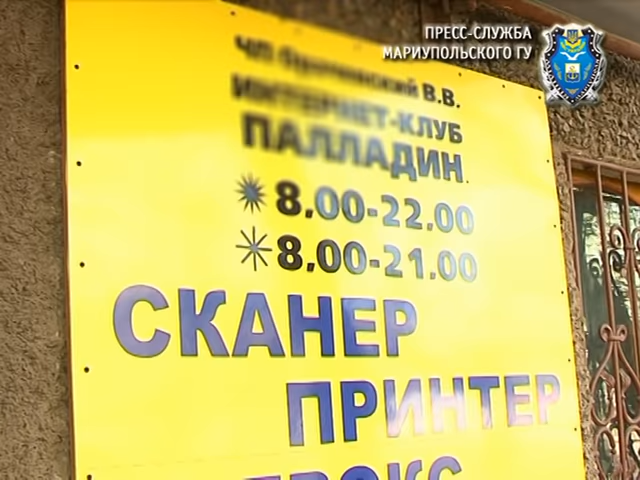 ПРЕСС-СЛУЖБА
МАРИУПОЛЬСКОГО ГУ
ЧП В.В.
ИНТЕРНЕТ-КЛУБ
ПАЛЛАДИН
8.00-22.00
8.00-21.00
СКАНЕР
ПРИНТЕР